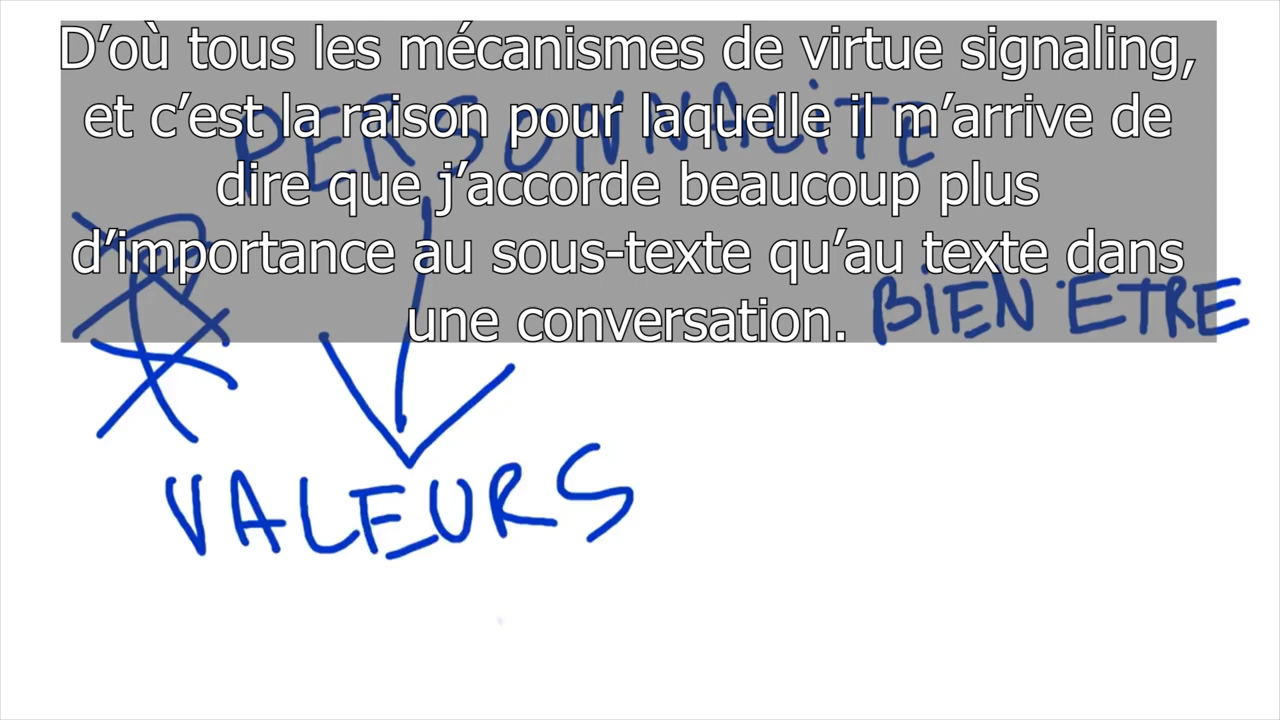 D’où tous les mécanismes de virtue signaling,
et c’est la raison pour laquelle il m’arrive de
dire que j’accorde beaucoup plus
d’importance au sous-texte qu’au texte dans
une conversation.
PERSONNALiTE
BiEN ETRE
VALEURS